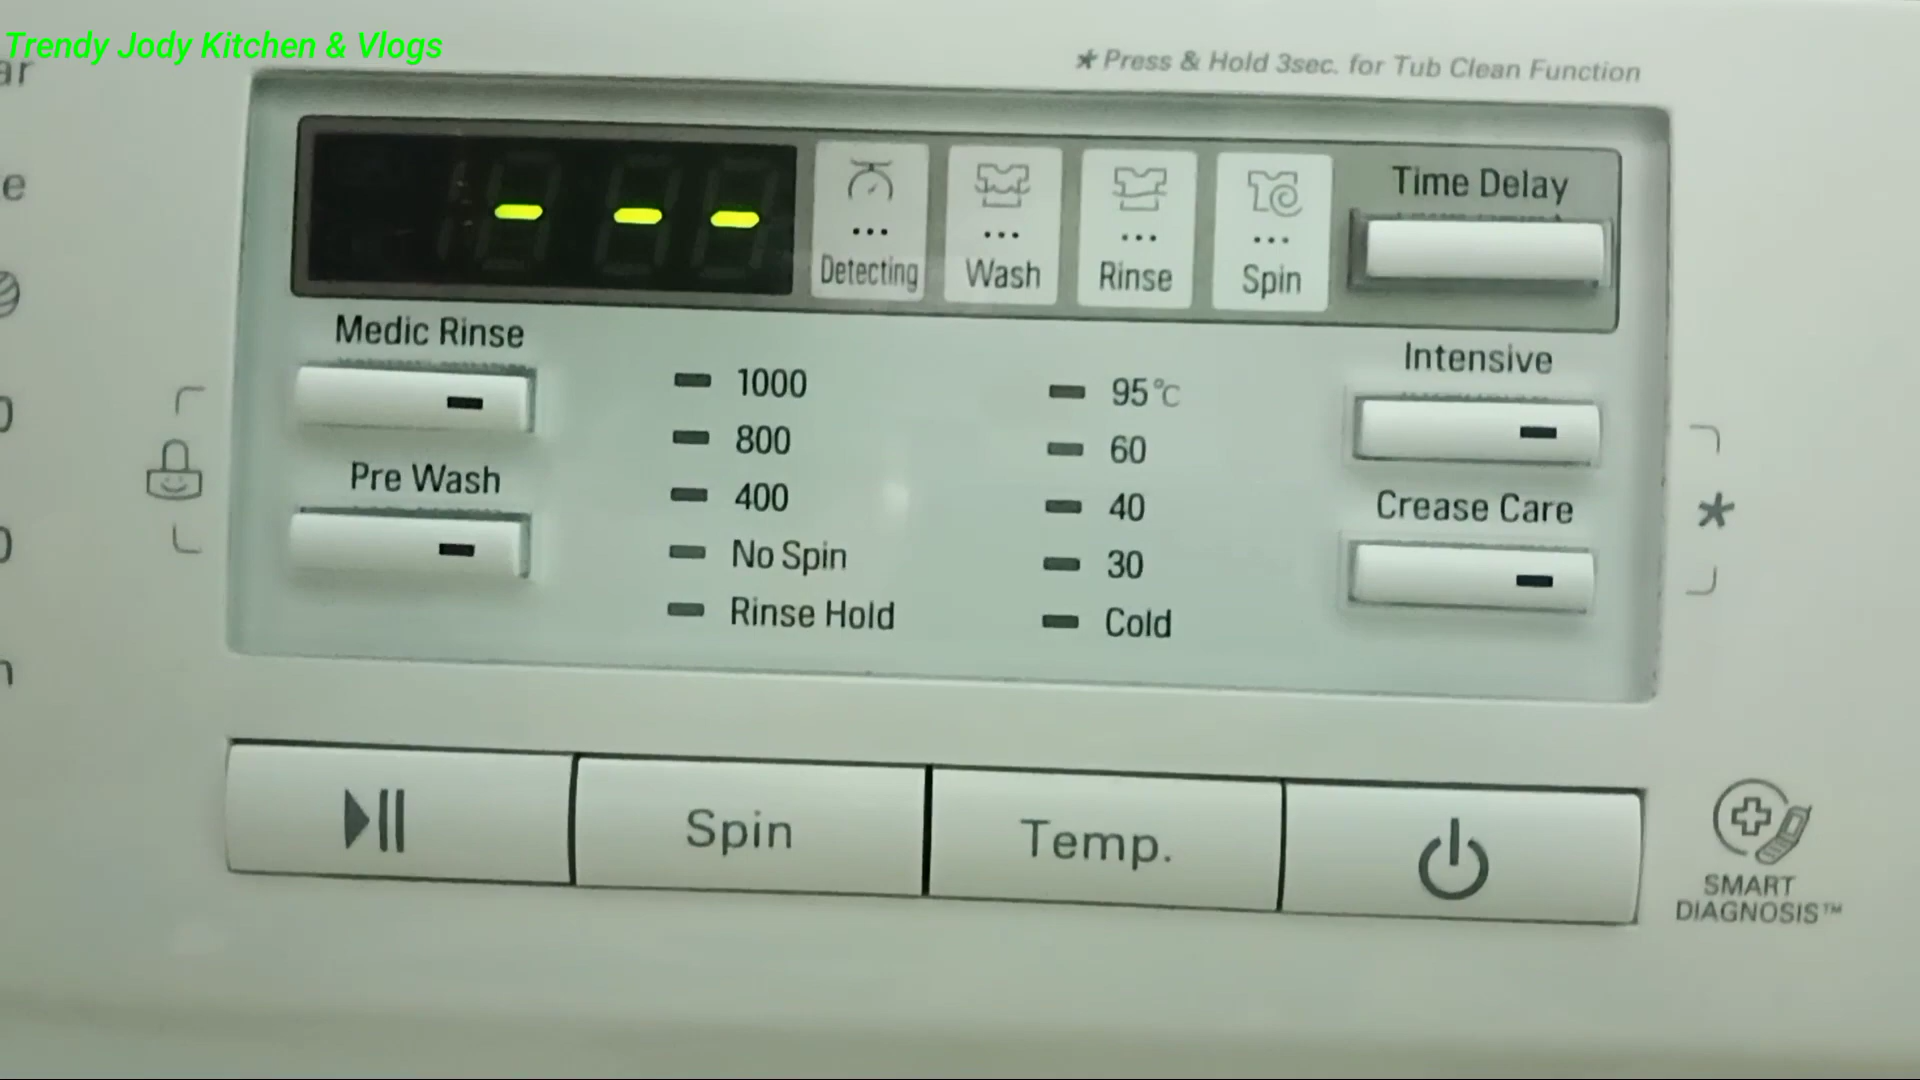 Trendy Jody Kitchen & Vlogs
* Press & Hold 3sec. for Tub Clean Function
Detecting
Wash
Rinse
Spin
Time Delay
Medic Rinse
Pre Wash
1000
800
400
No Spin
Rinse Hold
95°C
60
40
30
Cold
Intensive
Crease Care
*
Spin
Temp.
SMART
DIAGNOSIS™